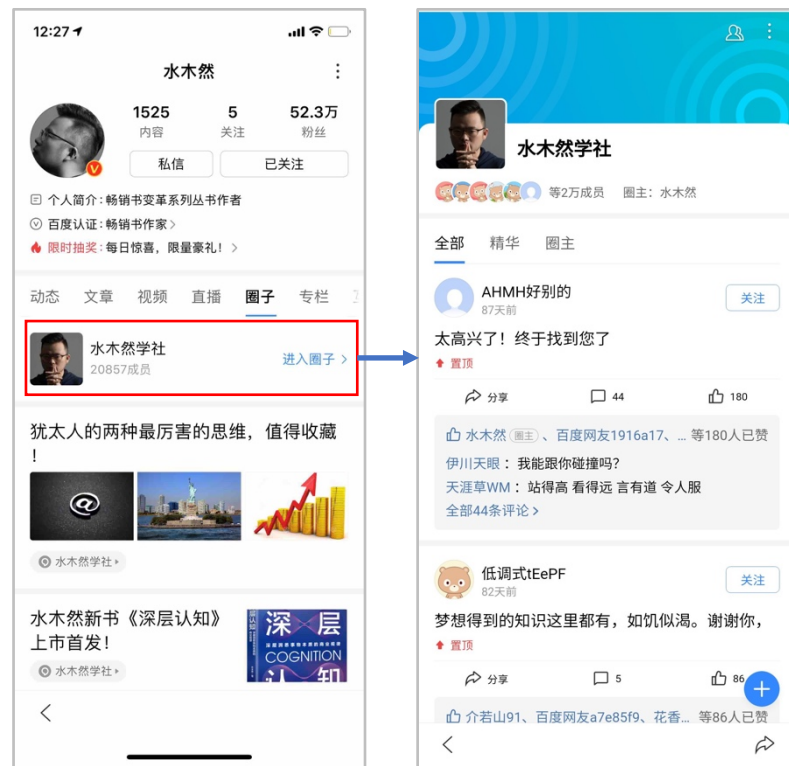 12:27
水木然
1525 5 52.3万
内容 关注 粉丝
私信 已关注
个人简介:畅销书变革系列丛书作者
百度认证:畅销书作家>
限时抽奖:每日惊喜,限量豪礼! >
动态 文章 视频 直播 圈子 专栏
水木然学社
20857成员
进入圈子 >
犹太人的两种最厉害的思维,值得收藏
!
@
水木然学社
水木然新书《深层认知》
上市首发!
水木然学社
深 层
COGNITION
认 知
水木然学社
等2万成员 圈主: 水木然
全部 精华 圈主
AHMH好别的
87天前
关注
太高兴了!终于找到您了
置顶
分享 44 180
水木然 圈主 、百度网友1916a17、... 等180人已赞
伊川天眼:我能跟你碰撞吗?
天涯草WM:站得高 看得远 言有道 令人服
全部44条评论 >
低调式tEePF
82天前
关注
梦想得到的知识这里都有,如饥似渴。谢谢你,
置顶
分享 5 86
介若山91、百度网友a7e85f9、花香... 等86人已赞